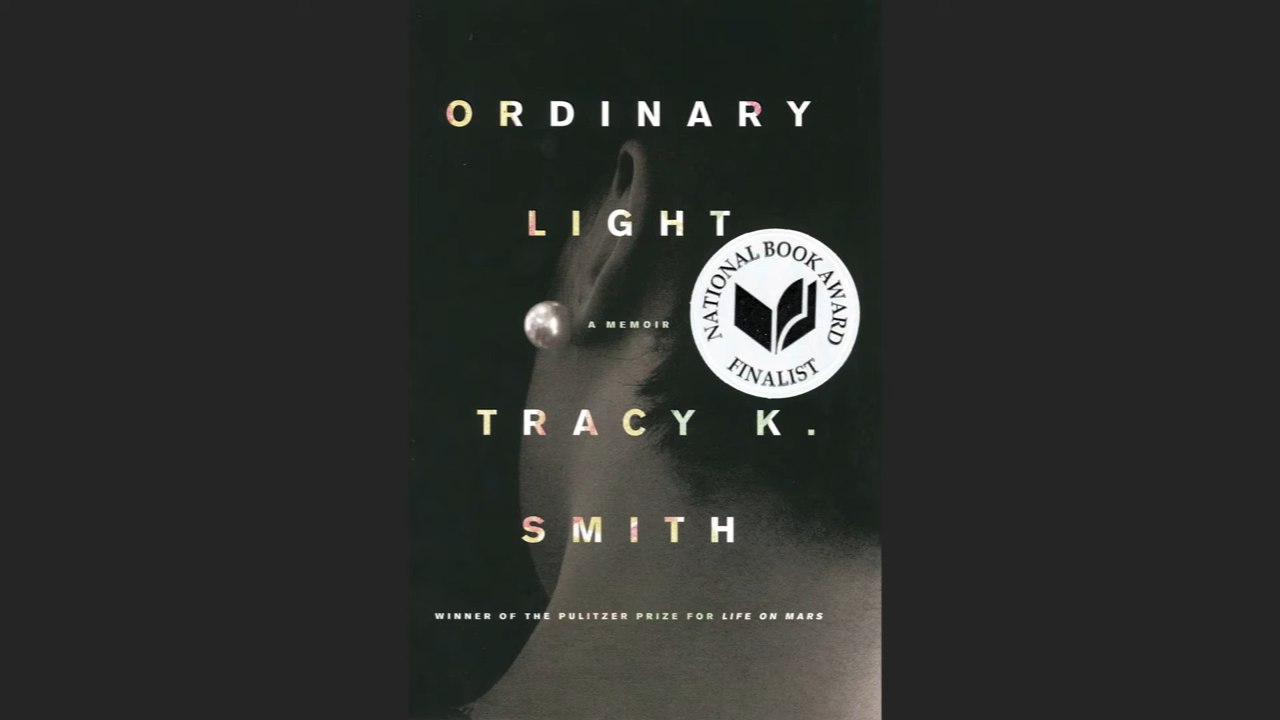 ORDINARY
LIGHT
NATIONAL BOOK AWARD
FINALIST
A MEMOIR
TRACY K.
SMITH
WINNER OF THE PULITZER PRIZE FOR LIFE ON MARS